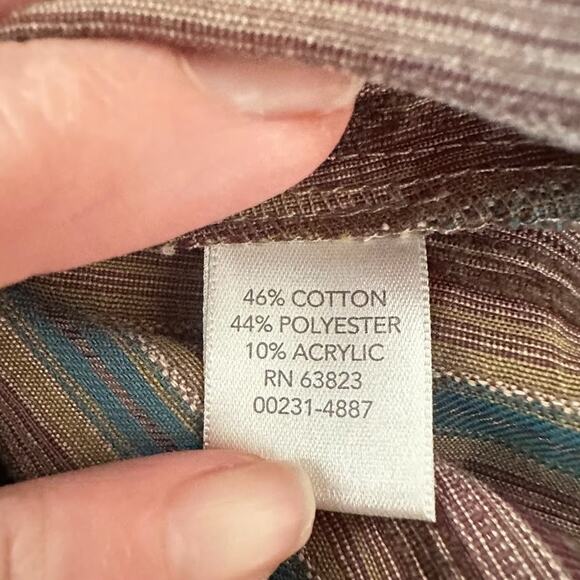 46% COTTON
44% POLYESTER
10% ACRYLIC
RN 63823
00231-4887